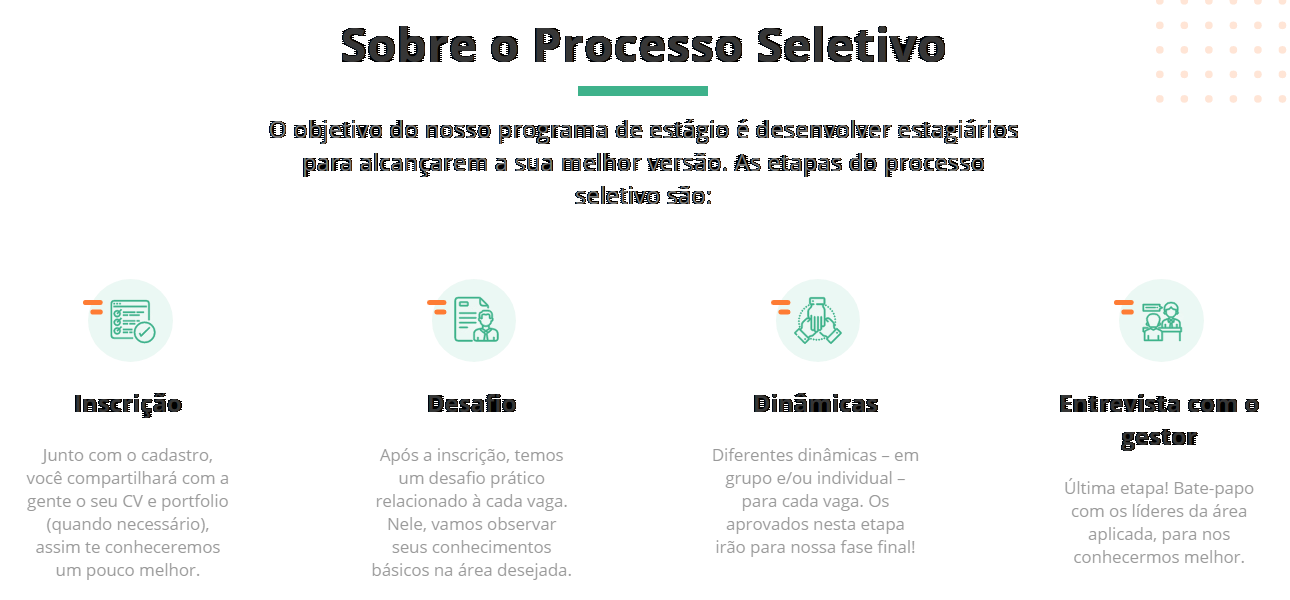 Sobre o Processo Seletivo
O objetivo do nosso programa de estágio é desenvolver estagiários
para alcançarem a sua melhor versão. As etapas do processo
seletivo são:
Inscrição
Junto com o cadastro,
você compartilhará com a
gente o seu CV e portfolio
(quando necessário),
assim te conheceremos
um pouco melhor.
Desafio
Após a inscrição, temos
um desafio prático
relacionado à cada vaga.
Nele, vamos observar
seus conhecimentos
básicos na área desejada.
Dinâmicas
Diferentes dinâmicas – em
grupo e/ou individual –
para cada vaga. Os
aprovados nesta etapa
irão para nossa fase final!
Entrevista com o
gestor
Última etapa! Bate-papo
com os líderes da área
aplicada, para nos
conhecermos melhor.